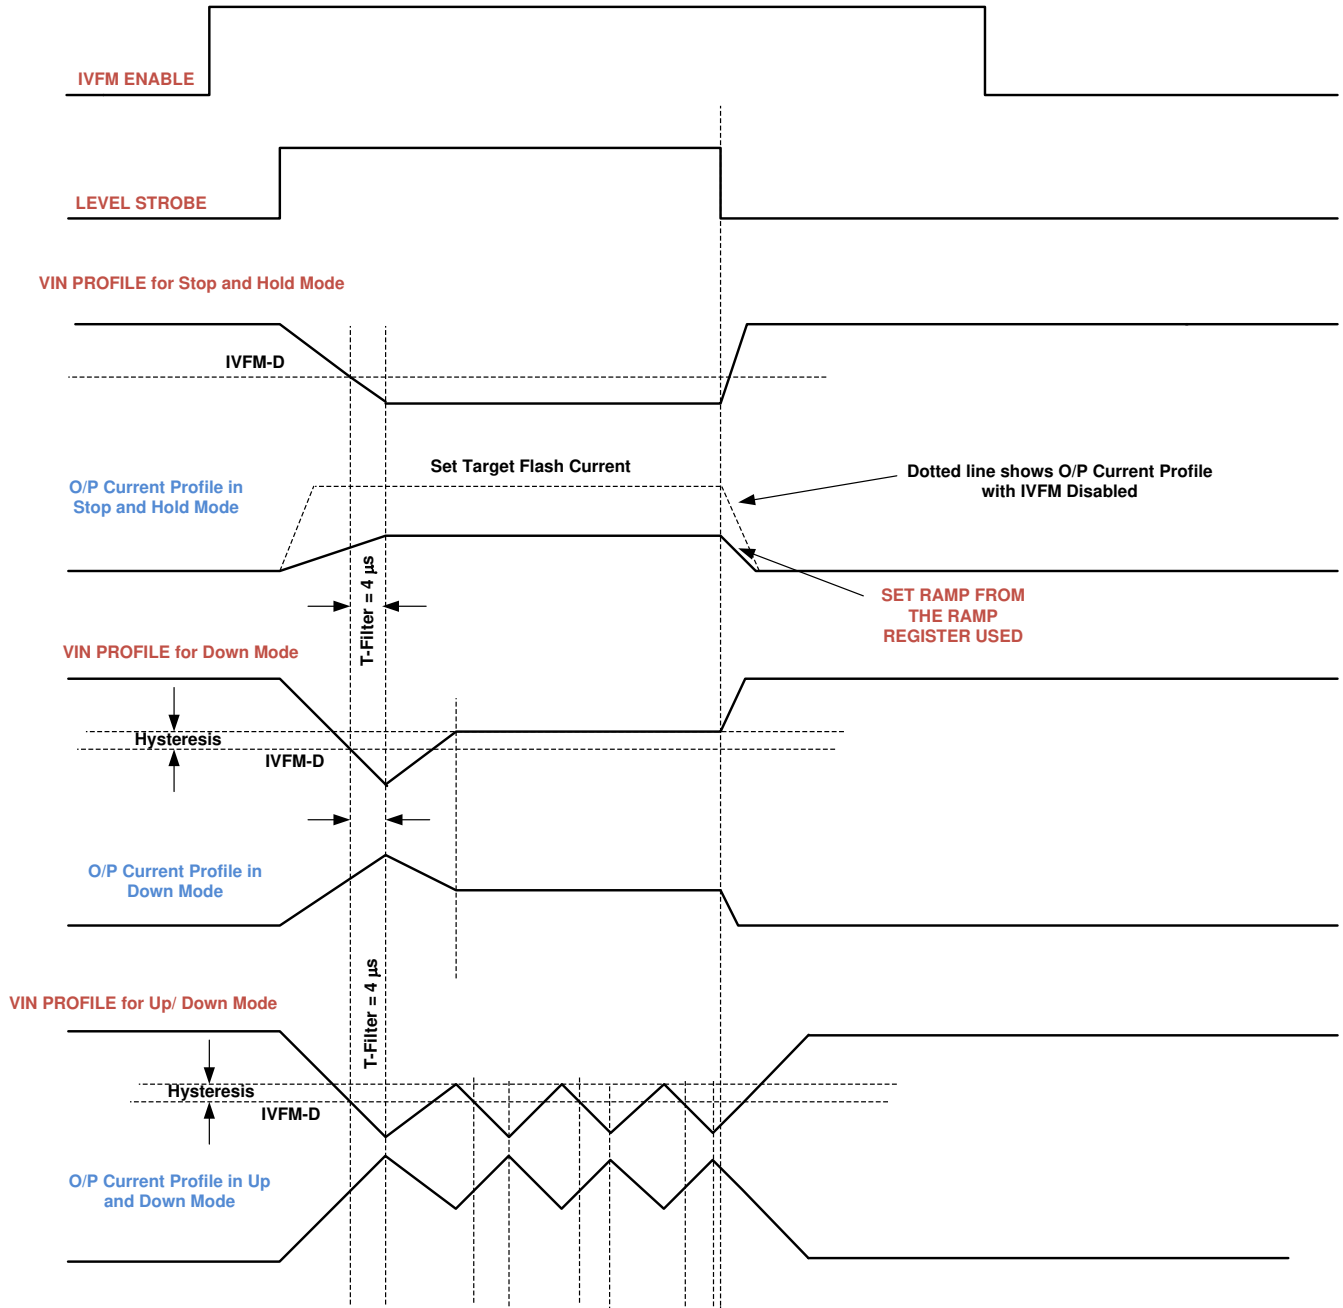 IVFM ENABLE
LEVEL STROBE
VIN PROFILE for Stop and Hold Mode
IVFM-D
Set Target Flash Current
Dotted line shows O/P Current Profile
with IVFM Disabled
O/P Current Profile in
Stop and Hold Mode
T-Filter = 4 µs
SET RAMP FROM
THE RAMP
REGISTER USED
VIN PROFILE for Down Mode
Hysteresis
IVFM-D
O/P Current Profile in
Down Mode
T-Filter = 4 µs
VIN PROFILE for Up/ Down Mode
Hysteresis
IVFM-D
O/P Current Profile in Up
and Down Mode